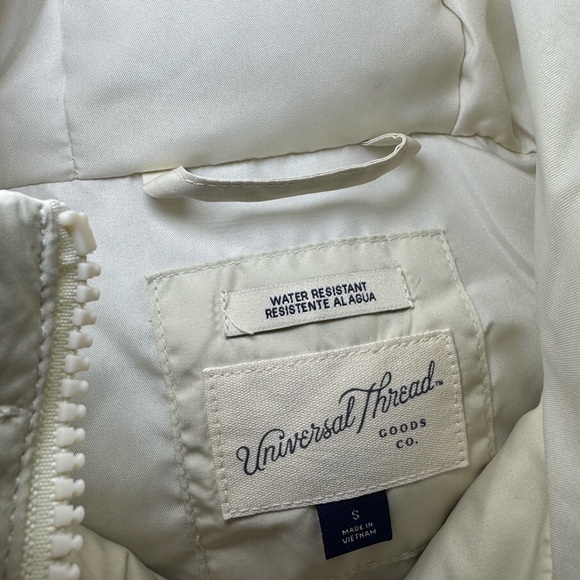 WATER RESISTANT
RESISTENTE AL AGUA
Universal Thread™
GOODS
CO.
S
MADE IN
VIETNAM